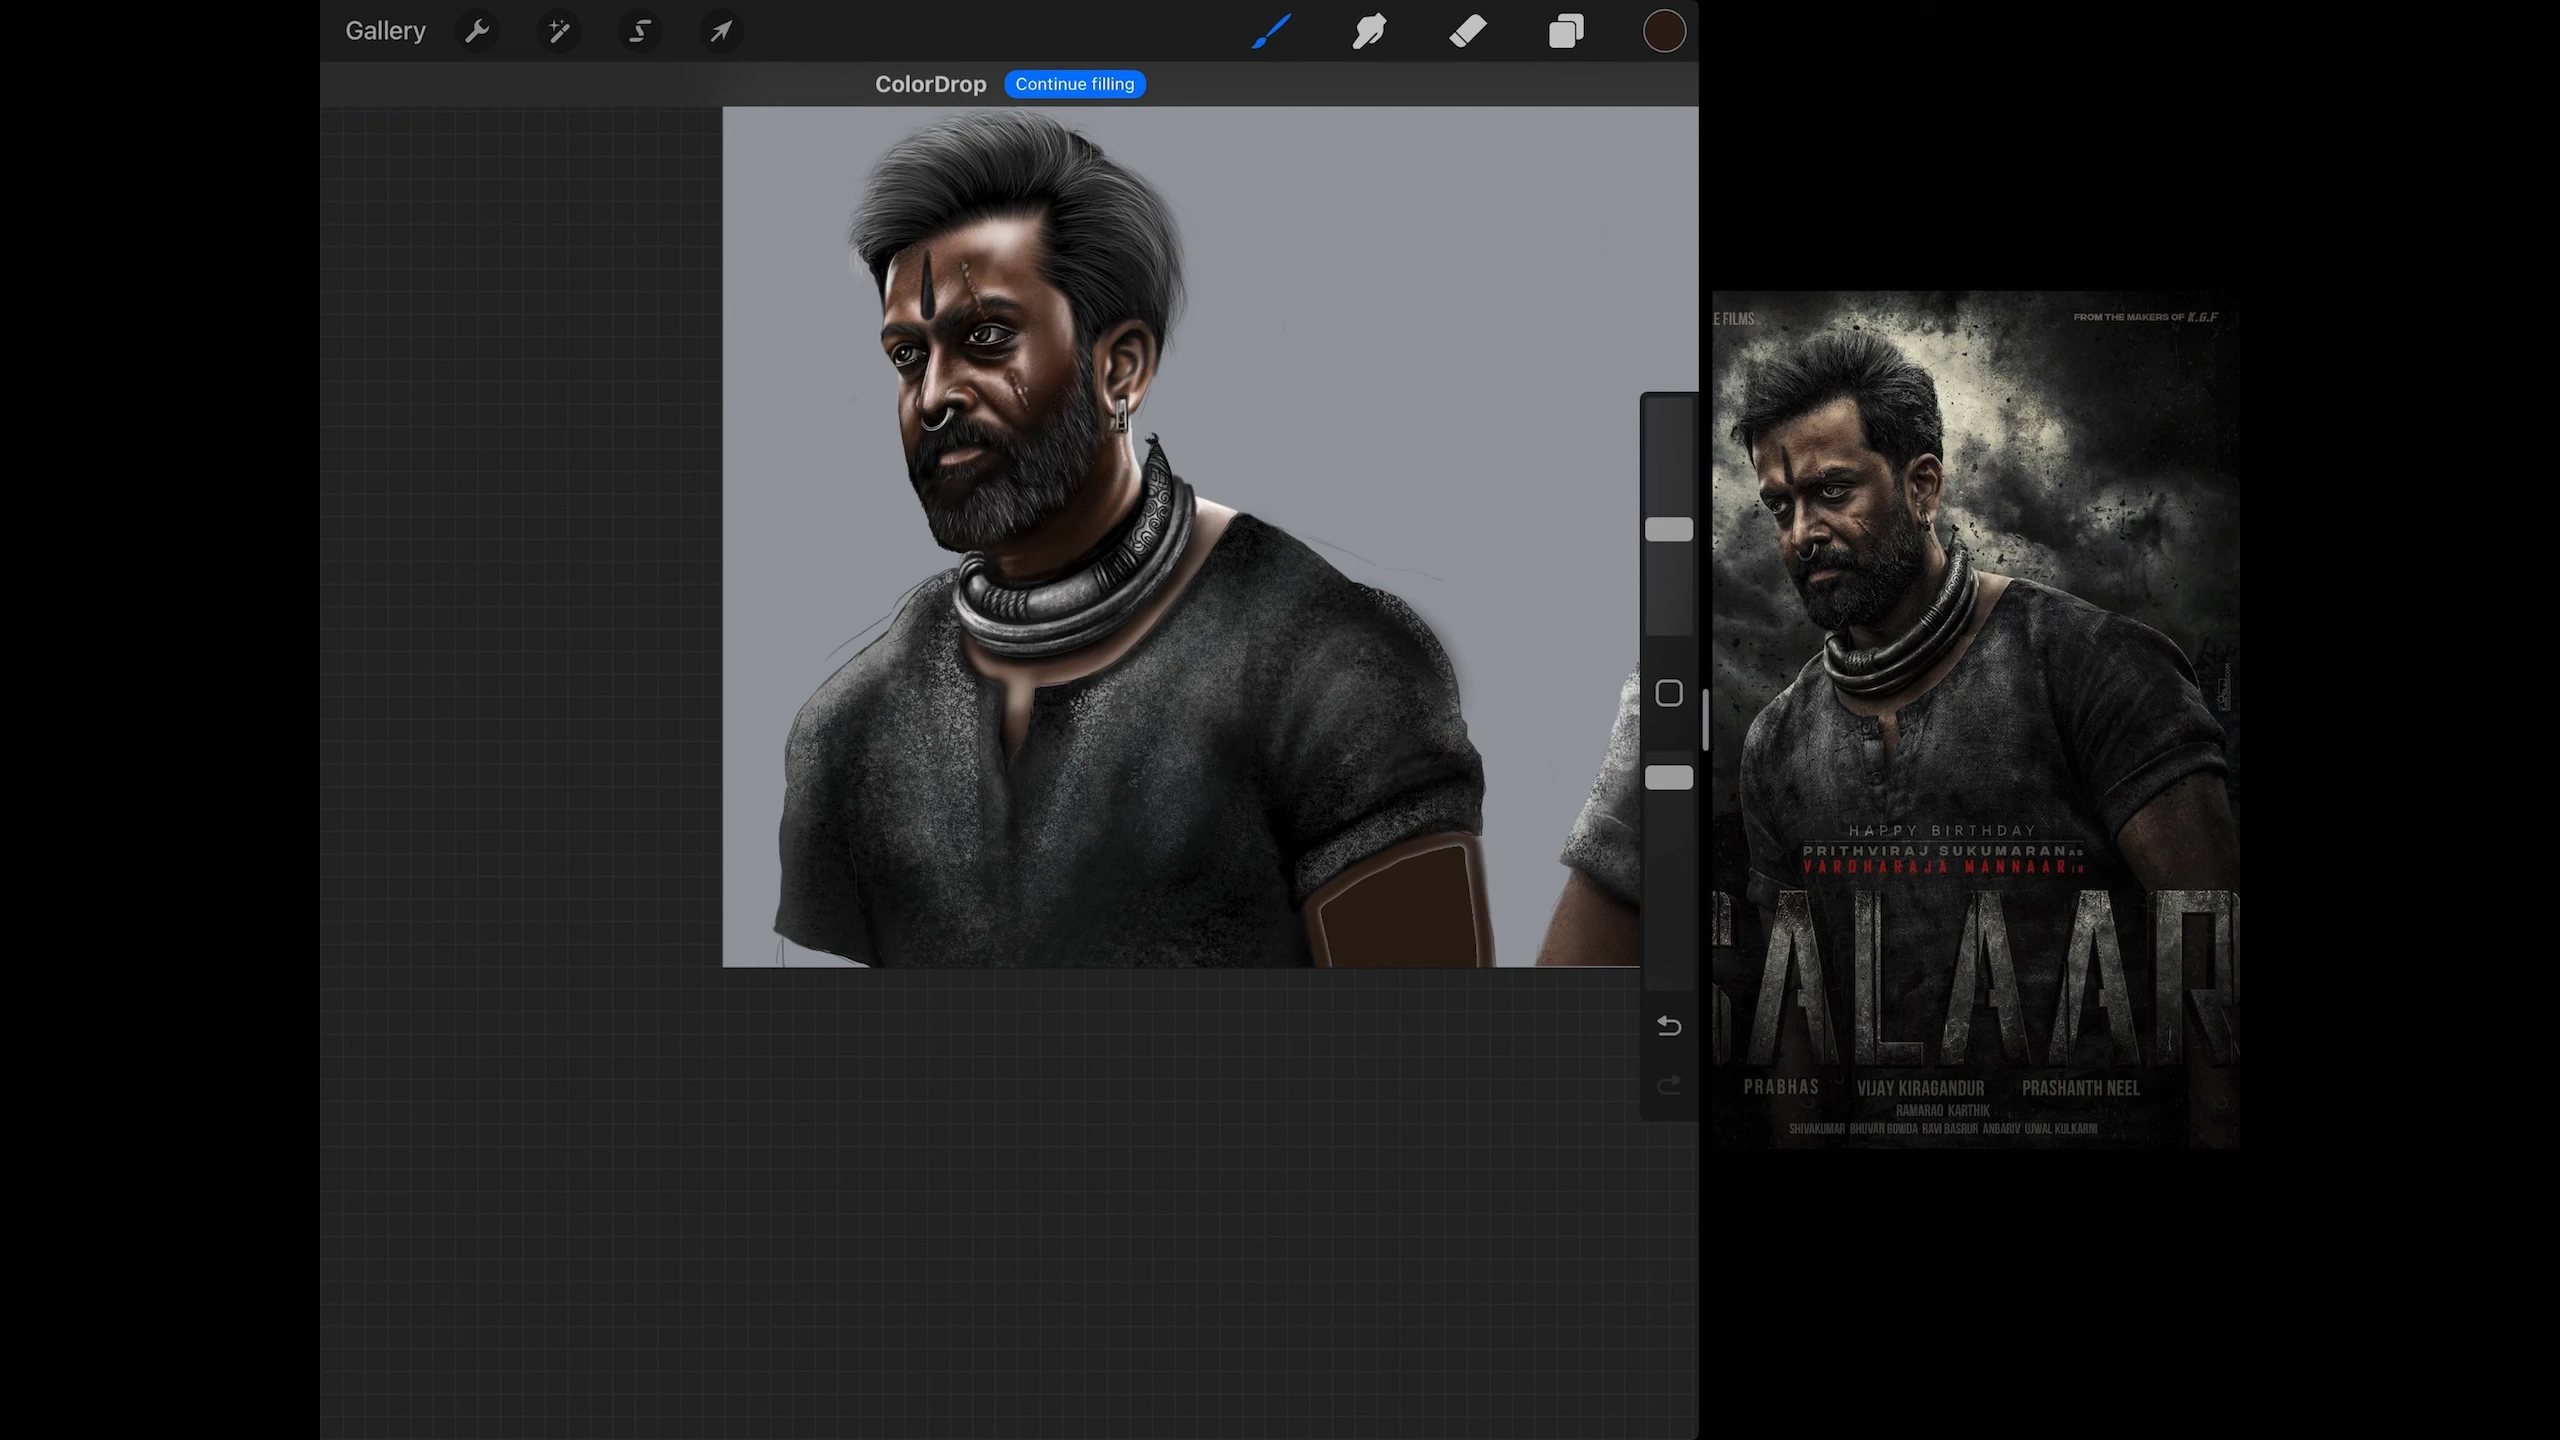 Gallery
ColorDrop Continue filling
E FILMS
FROM THE MAKERS OF K.G.F
HAPPY BIRTHDAY
PRITHVIRAJ SUKUMARAN AS
VARDHARAJA MANNAAR IN
SALAAR
PRABHAS VIJAY KIRAGANDUR PRASHANTH NEEL
RAMARAO KARTHIK
SHIVAKUMAR BHUVAN GOWDA RAVI BASRUR ANBARIV UJWAL KULKARNI